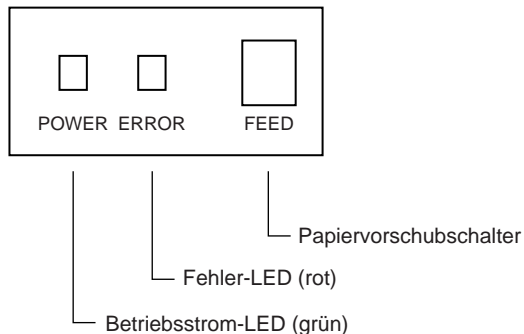 POWER ERROR FEED
Papiervorschubschalter
Fehler-LED (rot)
Betriebsstrom-LED (grün)